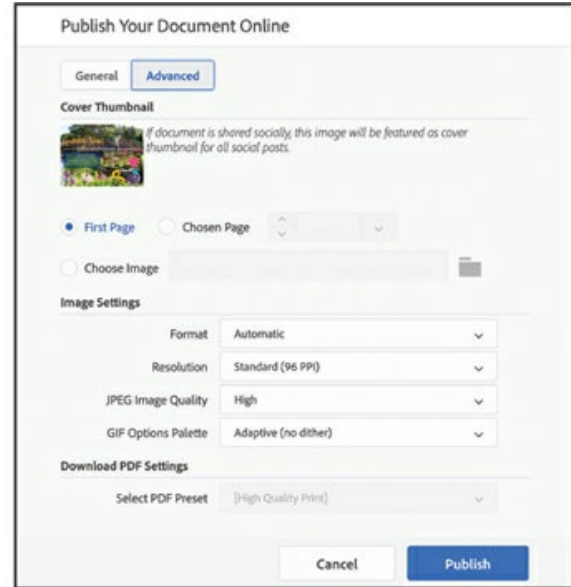 Publish Your Document Online
General Advanced
Cover Thumbnail
If document is shared socially, this image will be featured as cover
thumbnail for all social posts.
First Page Chosen Page
Choose Image
Image Settings
Format Automatic
Resolution Standard (96 PPI)
JPEG Image Quality High
GIF Options Palette Adaptive (no dither)
Download PDF Settings
Select PDF Preset [High Quality Print]
Cancel Publish